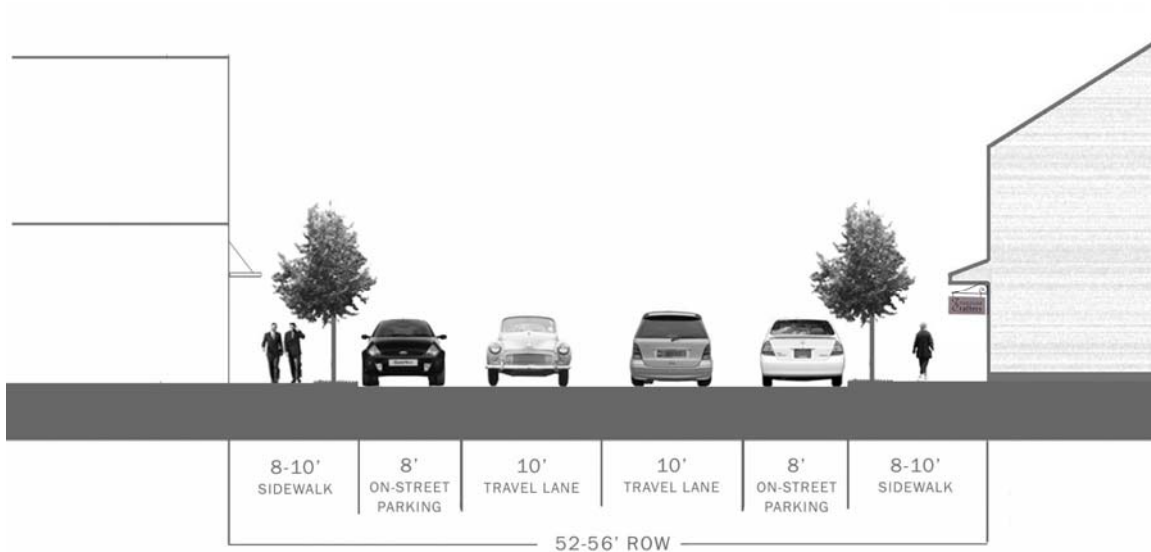 8-10'
SIDEWALK
8'
ON-STREET
PARKING
10'
TRAVEL LANE
10'
TRAVEL LANE
8'
ON-STREET
PARKING
8-10'
SIDEWALK
52-56' ROW